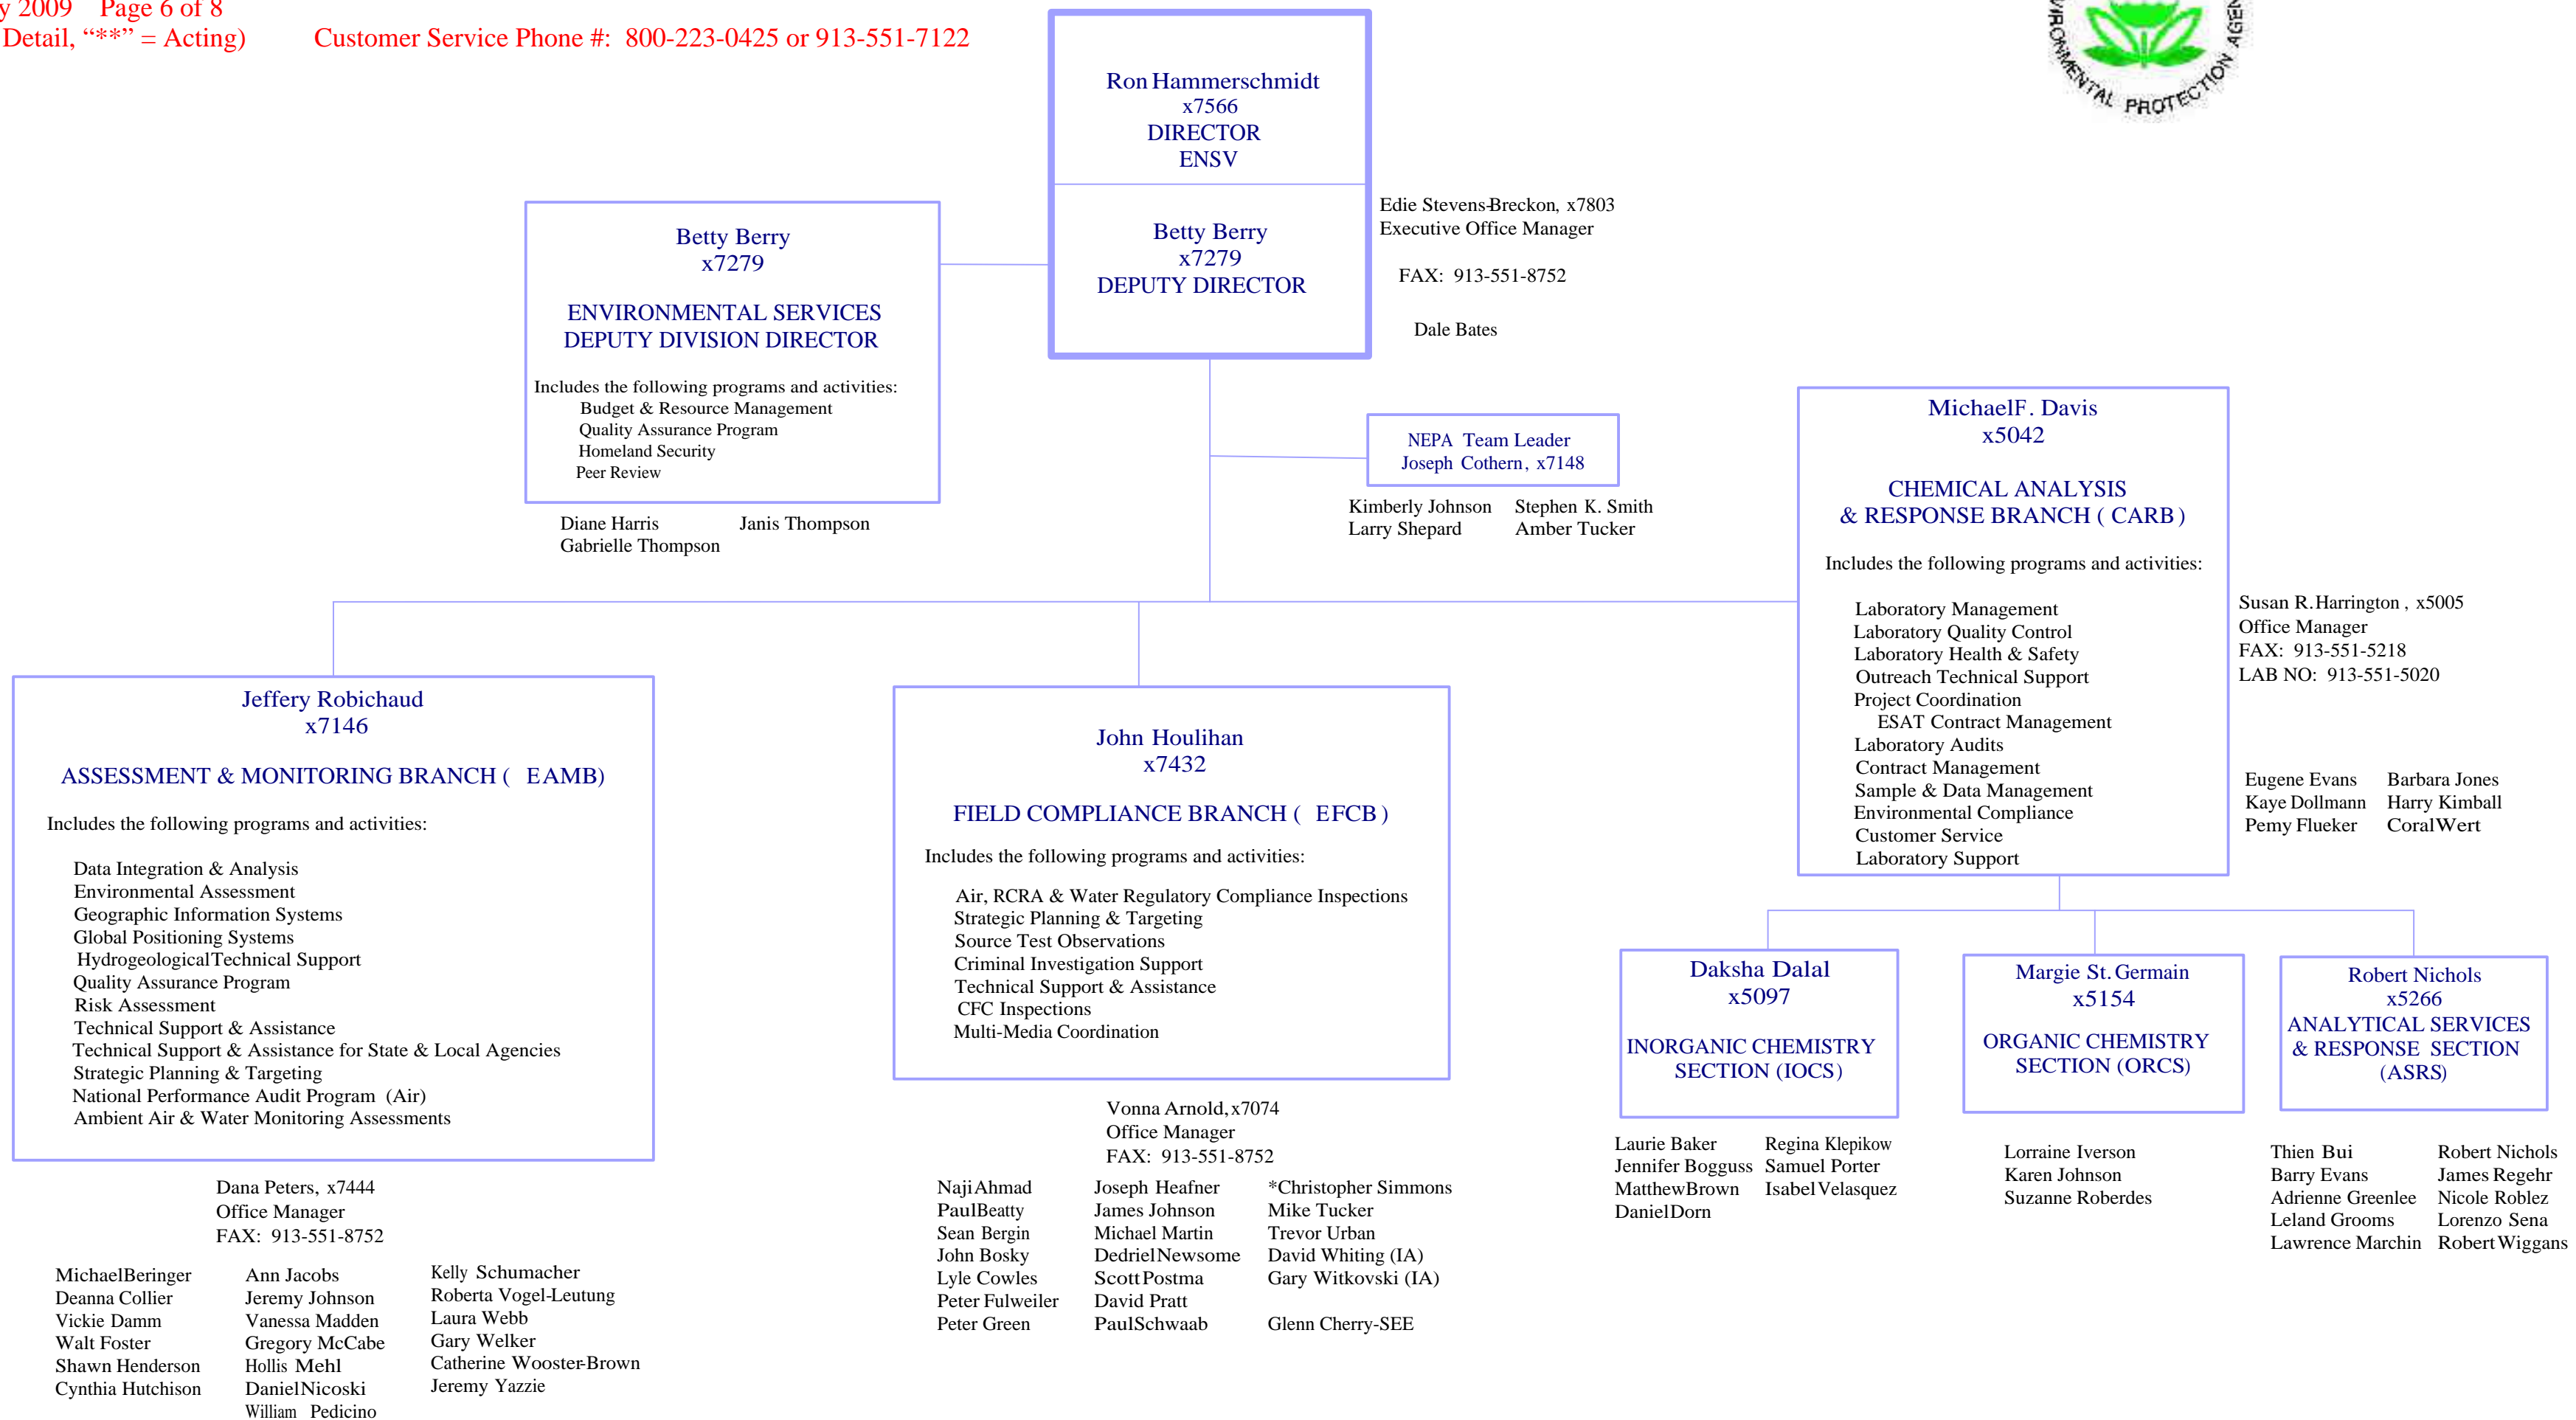 y 2009 Page 6 of 8
Detail, “**” = Acting) Customer Service Phone #: 800-223-0425 or 913-551-7122
ENVIRONMENTAL PROTECTION AGEN
Ron Hammerschmidt
x7566
DIRECTOR
ENSV
Betty Berry
x7279
DEPUTY DIRECTOR
Edie Stevens-Breckon, x7803
Executive Office Manager
FAX: 913-551-8752
Dale Bates
Betty Berry
x7279
ENVIRONMENTAL SERVICES
DEPUTY DIVISION DIRECTOR
Includes the following programs and activities:
Budget & Resource Management
Quality Assurance Program
Homeland Security
Peer Review
Diane Harris Janis Thompson
Gabrielle Thompson
NEPA Team Leader
Joseph Cothern, x7148
Kimberly Johnson Stephen K. Smith
Larry Shepard Amber Tucker
MichaelF. Davis
x5042
CHEMICAL ANALYSIS
& RESPONSE BRANCH ( CARB )
Includes the following programs and activities:
Laboratory Management
Laboratory Quality Control
Laboratory Health & Safety
Outreach Technical Support
Project Coordination
ESAT Contract Management
Laboratory Audits
Contract Management
Sample & Data Management
Environmental Compliance
Customer Service
Laboratory Support
Susan R.Harrington , x5005
Office Manager
FAX: 913-551-5218
LAB NO: 913-551-5020
Eugene Evans Barbara Jones
Kaye Dollmann Harry Kimball
Pemy Flueker CoralWert
Jeffery Robichaud
x7146
ASSESSMENT & MONITORING BRANCH ( EAMB)
Includes the following programs and activities:
Data Integration & Analysis
Environmental Assessment
Geographic Information Systems
Global Positioning Systems
HydrogeologicalTechnical Support
Quality Assurance Program
Risk Assessment
Technical Support & Assistance
Technical Support & Assistance for State & Local Agencies
Strategic Planning & Targeting
National Performance Audit Program (Air)
Ambient Air & Water Monitoring Assessments
Dana Peters, x7444
Office Manager
FAX: 913-551-8752
MichaelBeringer Ann Jacobs Kelly Schumacher
Deanna Collier Jeremy Johnson Roberta Vogel-Leutung
Vickie Damm Vanessa Madden Laura Webb
Walt Foster Gregory McCabe Gary Welker
Shawn Henderson Hollis Mehl Catherine Wooster-Brown
Cynthia Hutchison DanielNicoski Jeremy Yazzie
William Pedicino
John Houlihan
x7432
FIELD COMPLIANCE BRANCH ( EFCB )
Includes the following programs and activities:
Air, RCRA & Water Regulatory Compliance Inspections
Strategic Planning & Targeting
Source Test Observations
Criminal Investigation Support
Technical Support & Assistance
CFC Inspections
Multi-Media Coordination
Vonna Arnold,x7074
Office Manager
FAX: 913-551-8752
NajiAhmad Joseph Heafner *Christopher Simmons
PaulBeatty James Johnson Mike Tucker
Sean Bergin Michael Martin Trevor Urban
John Bosky DedrielNewsome David Whiting (IA)
Lyle Cowles ScottPostma Gary Witkovski (IA)
Peter Fulweiler David Pratt
Peter Green PaulSchwaab Glenn Cherry-SEE
Daksha Dalal
x5097
INORGANIC CHEMISTRY
SECTION (IOCS)
Laurie Baker Regina Klepikow
Jennifer Bogguss Samuel Porter
MatthewBrown IsabelVelasquez
DanielDorn
Margie St. Germain
x5154
ORGANIC CHEMISTRY
SECTION (ORCS)
Lorraine Iverson
Karen Johnson
Suzanne Roberdes
Robert Nichols
x5266
ANALYTICAL SERVICES
& RESPONSE SECTION
(ASRS)
Thien Bui Robert Nichols
Barry Evans James Regehr
Adrienne Greenlee Nicole Roblez
Leland Grooms Lorenzo Sena
Lawrence Marchin RobertWiggans